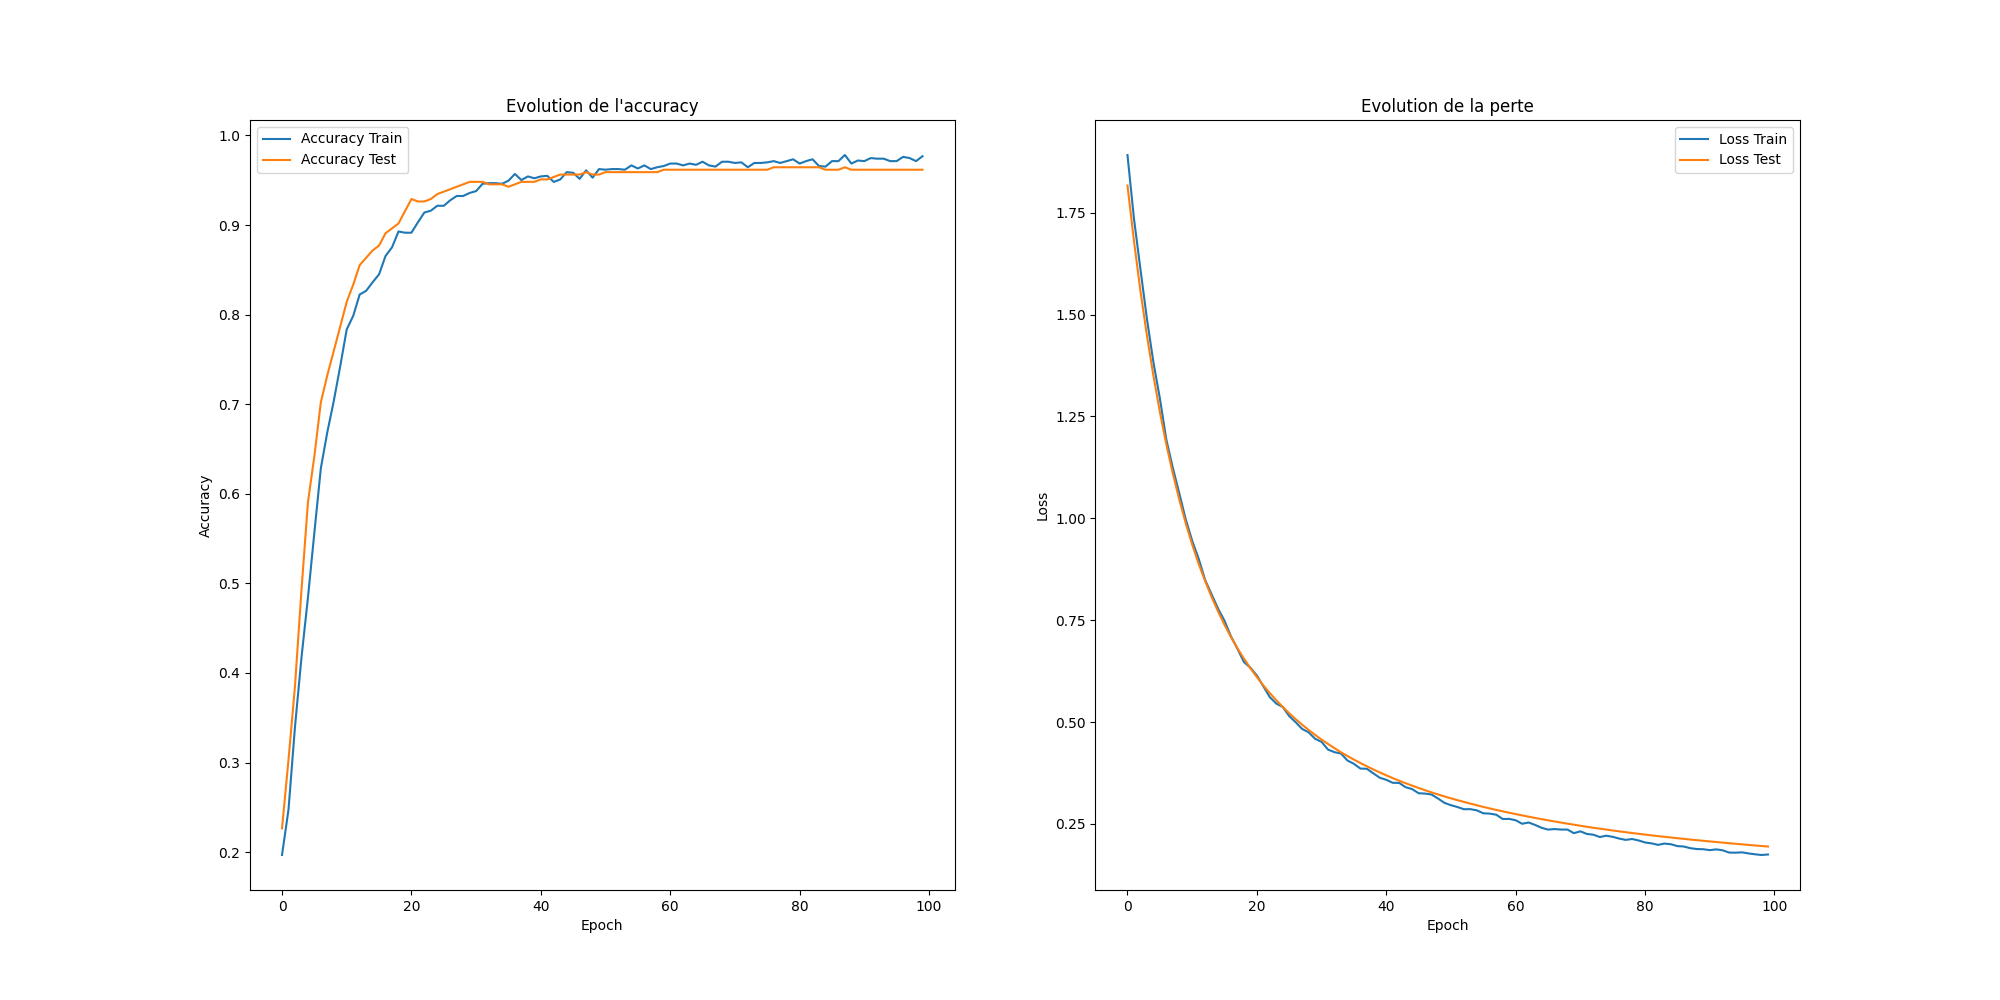 Evolution de l'accuracy
Accuracy Train
Accuracy Test
1.0
0.9
0.8
0.7
0.6
0.5
0.4
0.3
0.2
Accuracy
0
20
40
60
80
100
Epoch
Evolution de la perte
Loss Train
Loss Test
1.75
1.50
1.25
1.00
0.75
0.50
0.25
Loss
0
20
40
60
80
100
Epoch